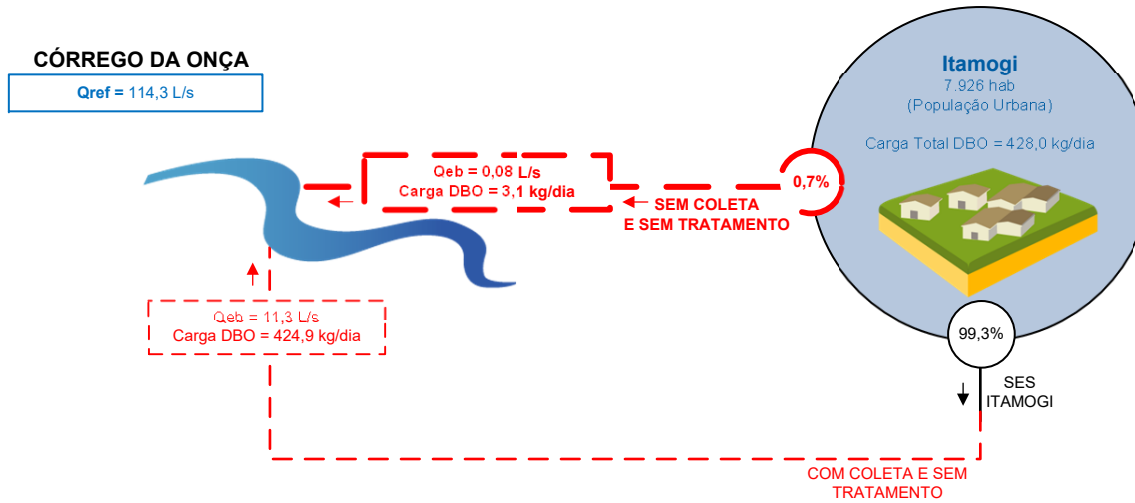 CÓRREGO DA ONÇA
Qref = 114,3 L/s
Itamogi
7.926 hab
(População Urbana)
Carga Total DBO = 428,0 kg/dia
0,7%
Qeb = 0,08 L/s
Carga DBO = 3,1 kg/dia
SEM COLETA
E SEM TRATAMENTO
Qeb = 11,3 L/s
Carga DBO = 424,9 kg/dia
99,3%
SES
ITAMOGI
COM COLETA E SEM
TRATAMENTO